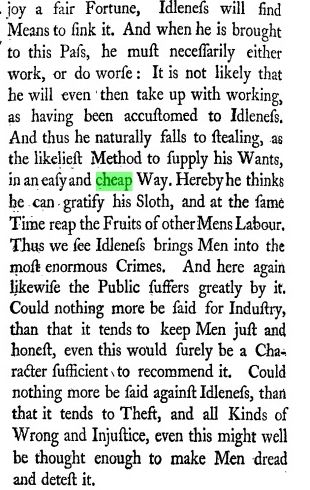 joy a fair Fortune, Idleneſs will find
Means to ſink it. And when he is brought
to this Paſs, he muſt neceſſarily either
work, or do worſe: It is not likely that
he will even then take up with working,
as having been accuſtomed to Idleneſs.
And thus he naturally falls to ſtealing, as
the likelieſt Method to ſupply his Wants,
in an eaſy and cheap Way. Hereby he thinks
he can gratify his Sloth, and at the ſame
Time reap the Fruits of other Mens Labour.
Thus we ſee Idleneſs brings Men into the
moſt enormous Crimes. And here again
likewiſe the Public ſuffers greatly by it.
Could nothing more be ſaid for Induſtry,
than that it tends to keep Men juſt and
honeſt, even this would ſurely be a Cha-
racter ſufficient to recommend it. Could
nothing more be ſaid againſt Idleneſs, than
that it tends to Theft, and all Kinds of
Wrong and Injuſtice, even this might well
be thought enough to make Men dread
and deteſt it.